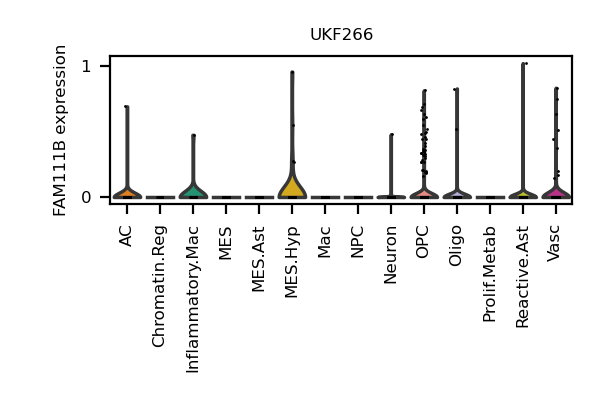 UKF266
FAM111B expression
1
0
AC
Chromatin.Reg
Inflammatory.Mac
MES
MES.Ast
MES.Hyp
Mac
NPC
Neuron
OPC
Oligo
Prolif.Metab
Reactive.Ast
Vasc